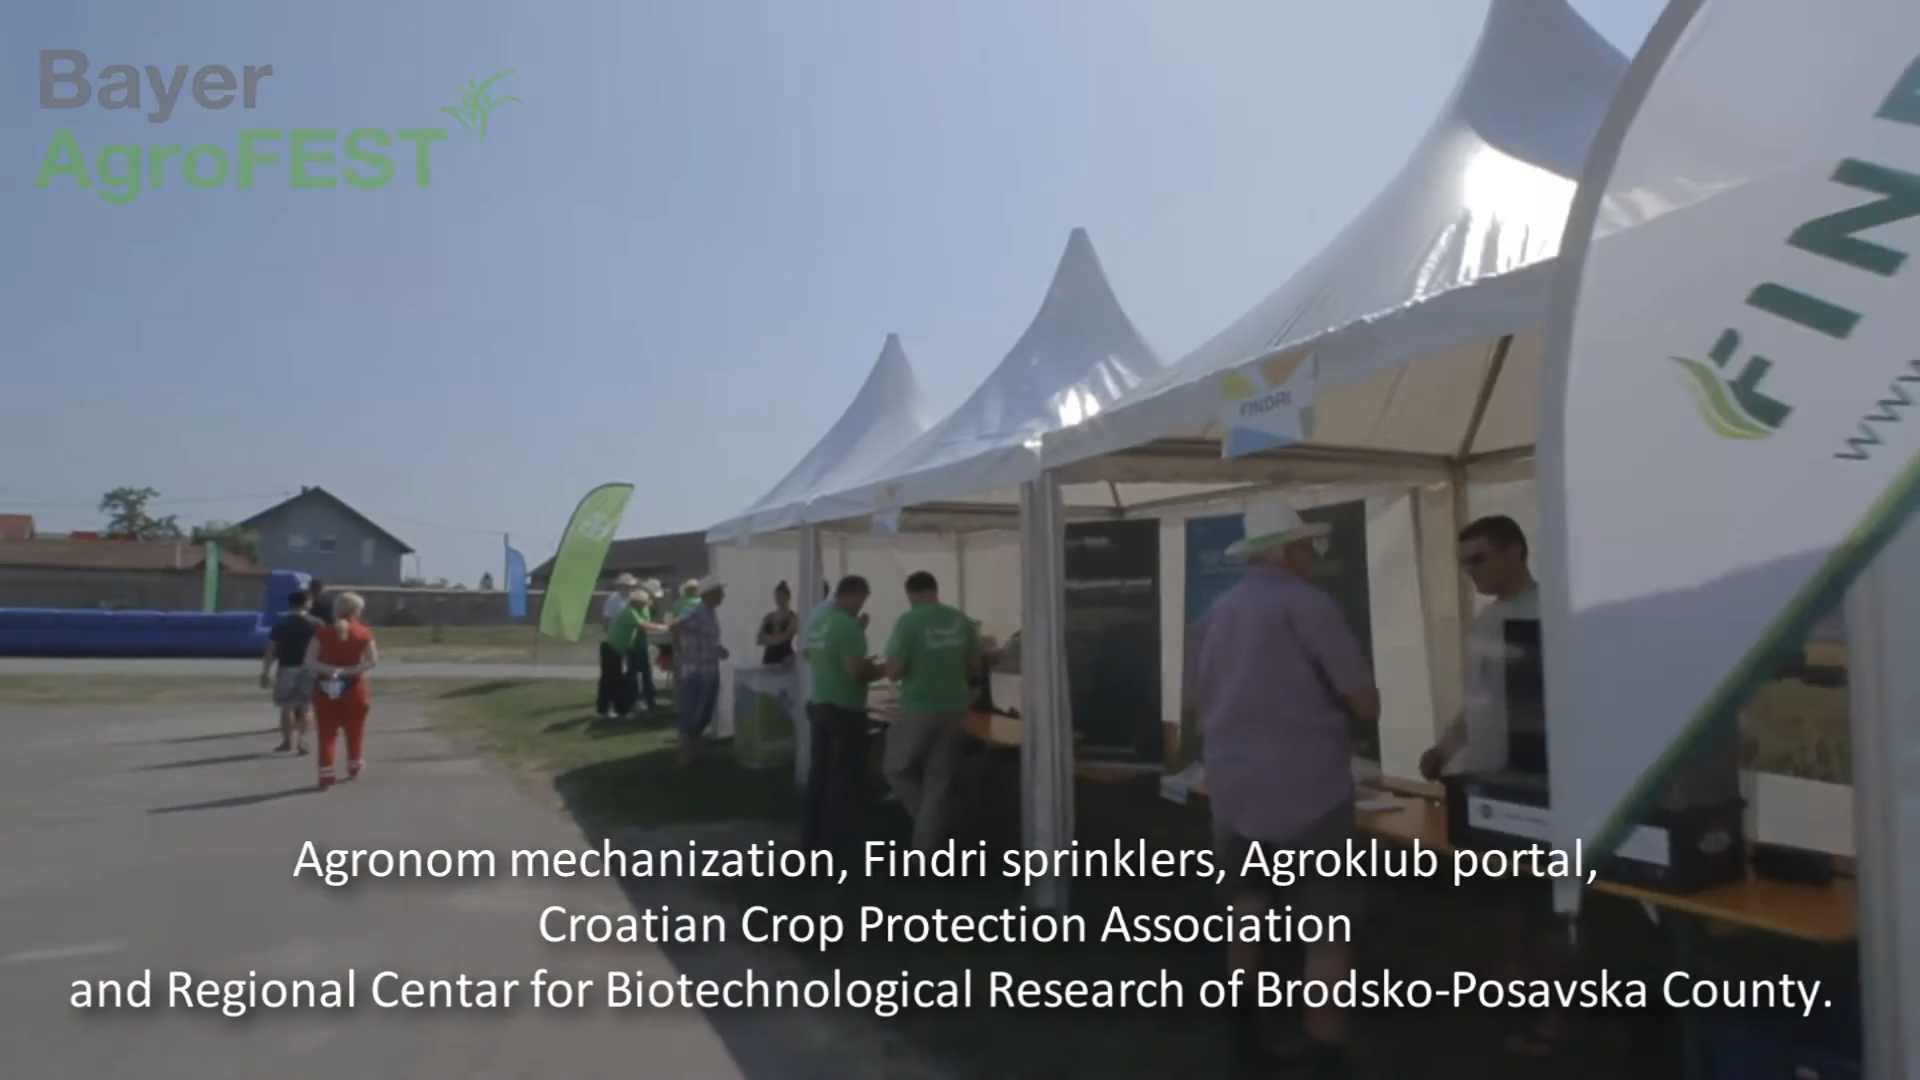 Bayer
AgroFEST
FINDRI
Agronom mechanization, Findri sprinklers, Agroklub portal,
Croatian Crop Protection Association
and Regional Centar for Biotechnological Research of Brodsko-Posavska County.